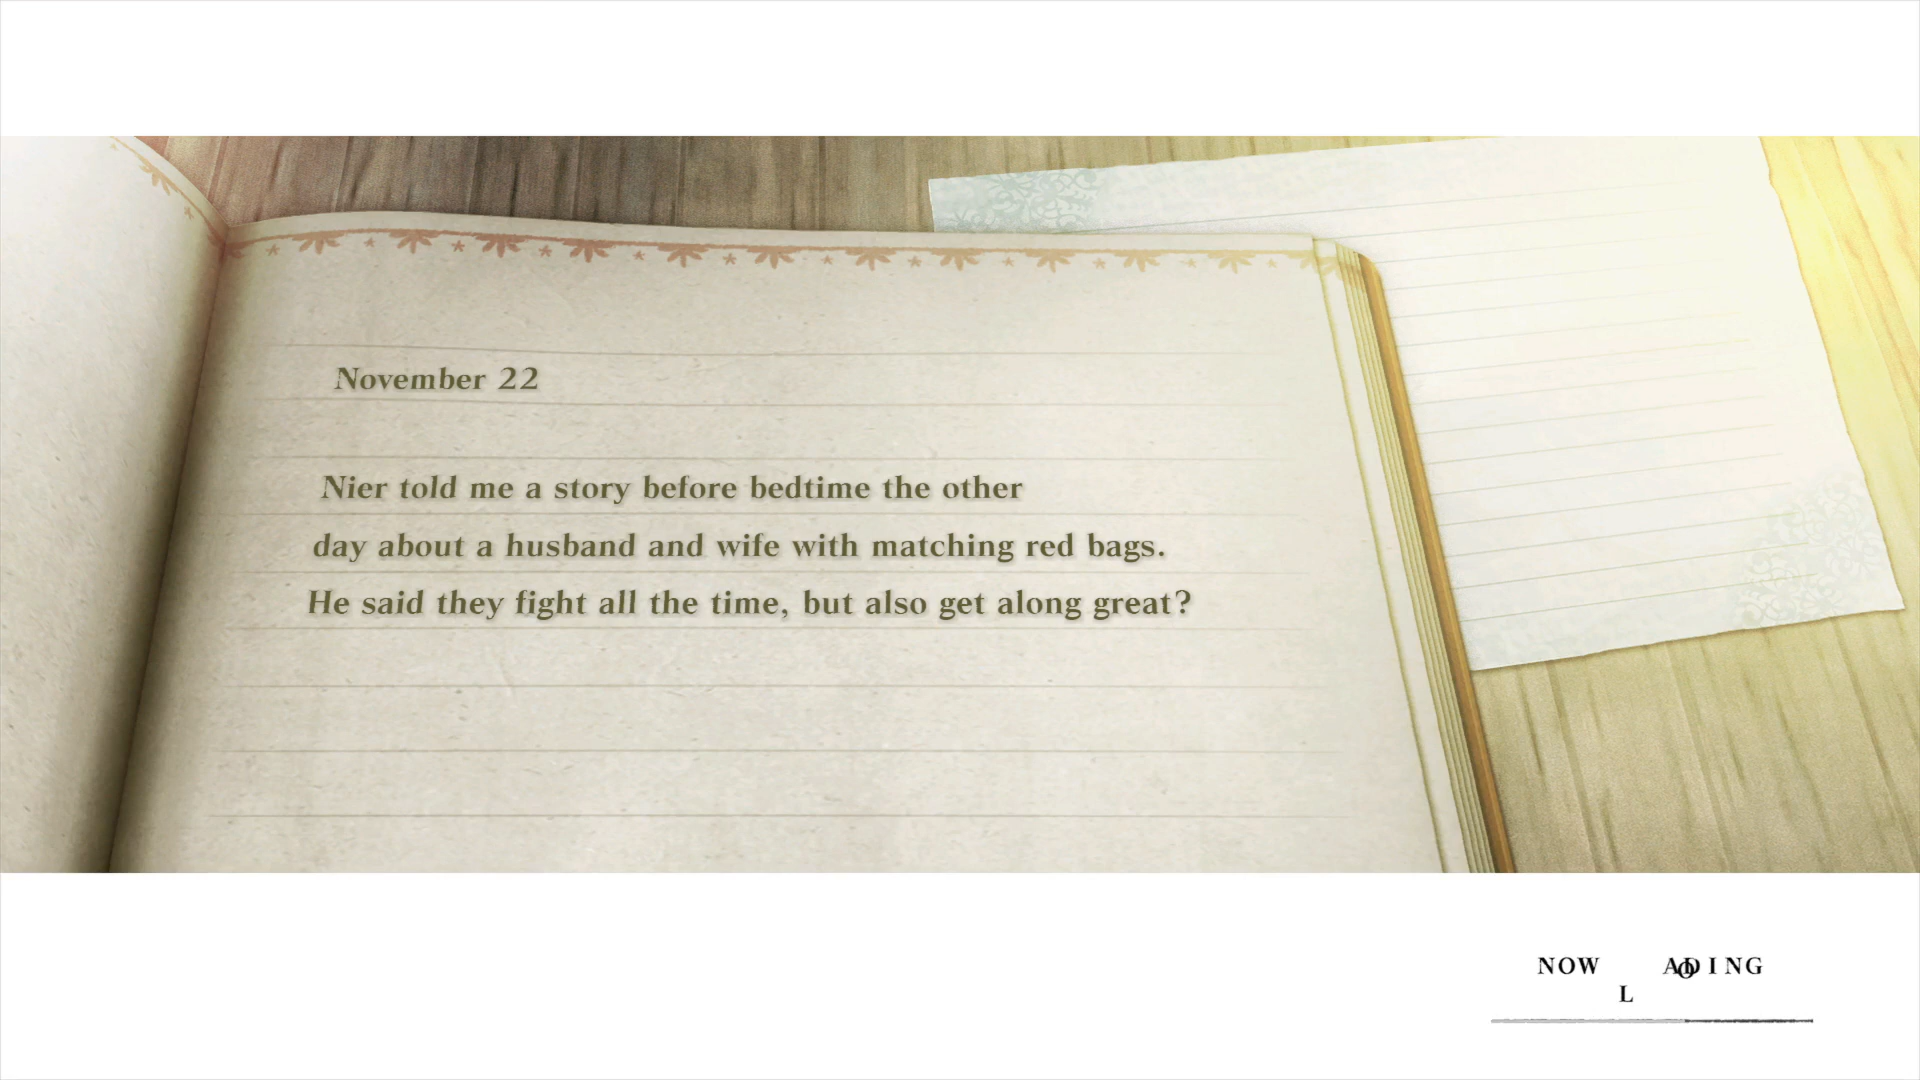 November 22
Nier told me a story before bedtime the other
day about a husband and wife with matching red bags.
He said they fight all the time, but also get along great?
NOW LOADING